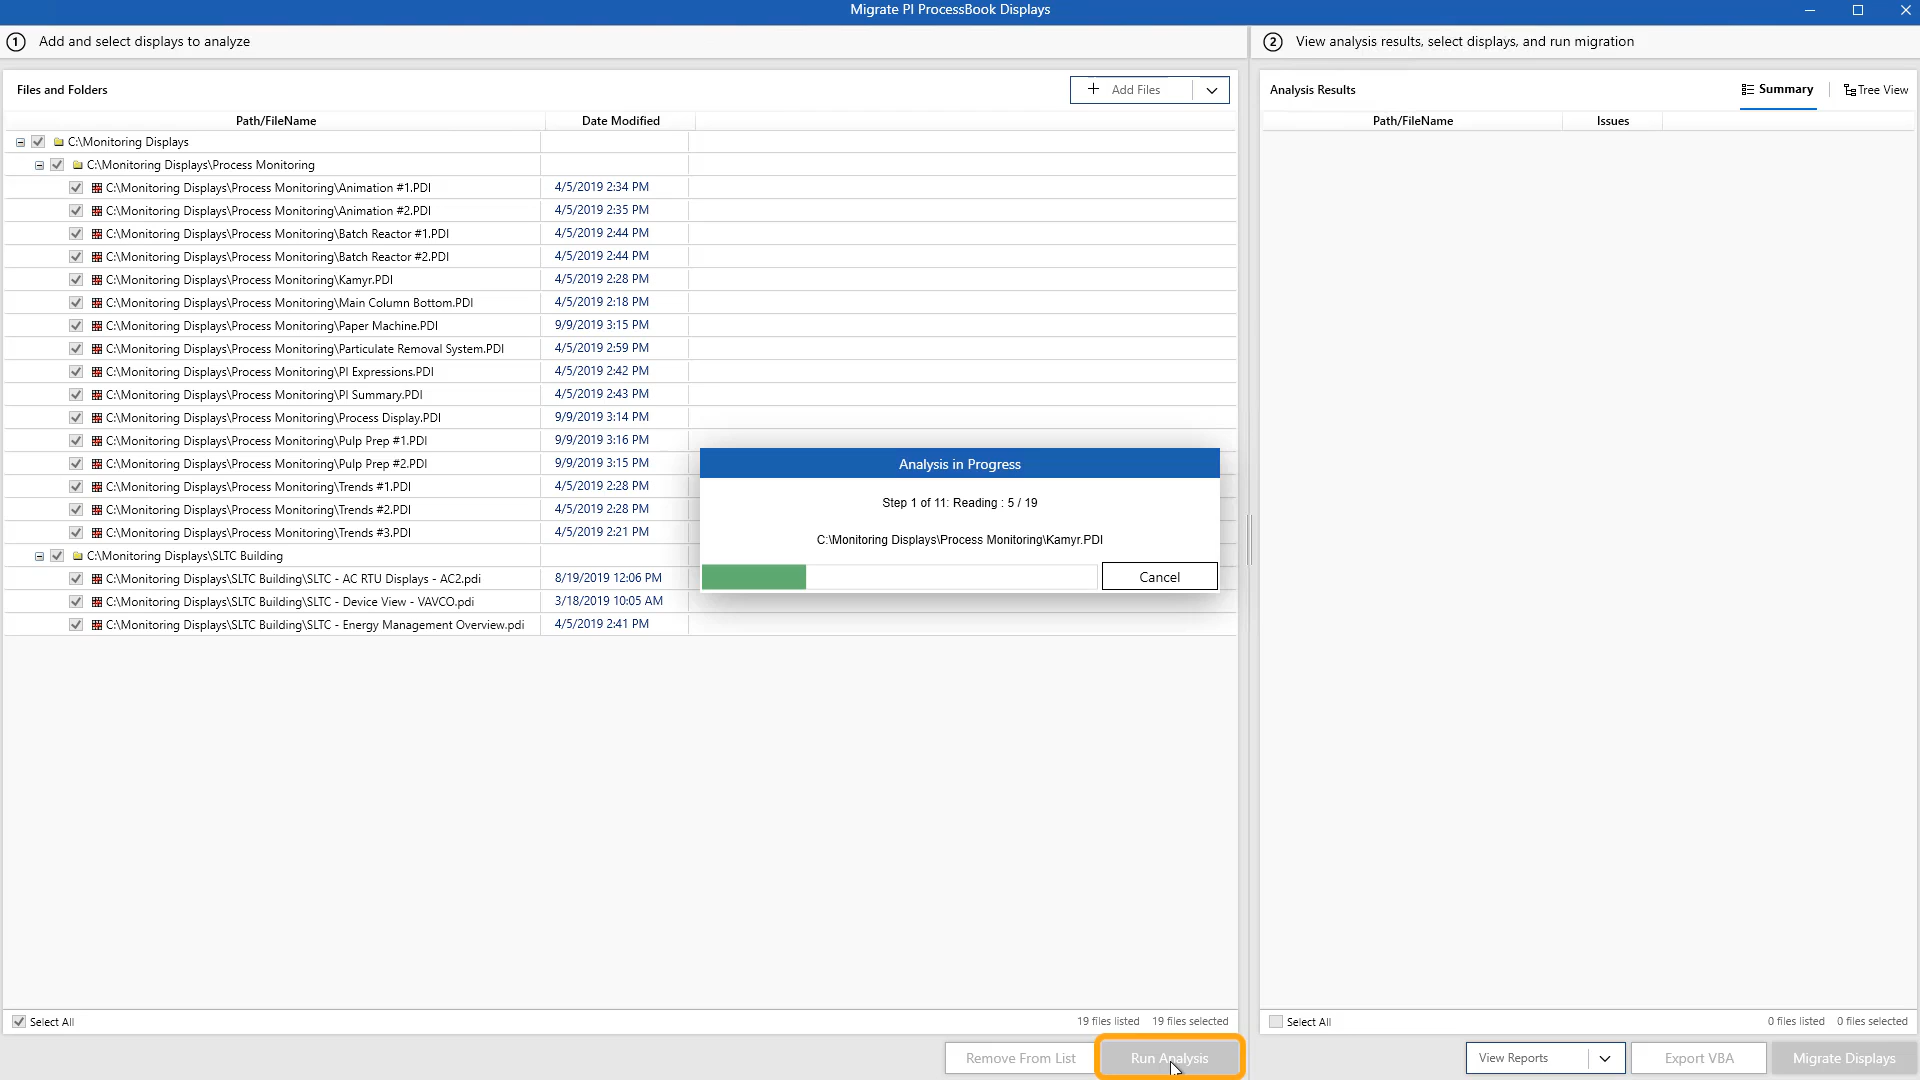 Migrate PI ProcessBook Displays
1 Add and select displays to analyze
2 View analysis results, select displays, and run migration
Files and Folders
Add Files
Path/FileName Date Modified
C:\Monitoring Displays
C:\Monitoring Displays\Process Monitoring
C:\Monitoring Displays\Process Monitoring\Animation #1.PDI 4/5/2019 2:34 PM
C:\Monitoring Displays\Process Monitoring\Animation #2.PDI 4/5/2019 2:35 PM
C:\Monitoring Displays\Process Monitoring\Batch Reactor #1.PDI 4/5/2019 2:44 PM
C:\Monitoring Displays\Process Monitoring\Batch Reactor #2.PDI 4/5/2019 2:44 PM
C:\Monitoring Displays\Process Monitoring\Kamyr.PDI 4/5/2019 2:28 PM
C:\Monitoring Displays\Process Monitoring\Main Column Bottom.PDI 4/5/2019 2:18 PM
C:\Monitoring Displays\Process Monitoring\Paper Machine.PDI 9/9/2019 3:15 PM
C:\Monitoring Displays\Process Monitoring\Particulate Removal System.PDI 4/5/2019 2:59 PM
C:\Monitoring Displays\Process Monitoring\PI Expressions.PDI 4/5/2019 2:42 PM
C:\Monitoring Displays\Process Monitoring\PI Summary.PDI 4/5/2019 2:43 PM
C:\Monitoring Displays\Process Monitoring\Process Display.PDI 9/9/2019 3:14 PM
C:\Monitoring Displays\Process Monitoring\Pulp Prep #1.PDI 9/9/2019 3:16 PM
C:\Monitoring Displays\Process Monitoring\Pulp Prep #2.PDI 9/9/2019 3:15 PM
C:\Monitoring Displays\Process Monitoring\Trends #1.PDI 4/5/2019 2:28 PM
C:\Monitoring Displays\Process Monitoring\Trends #2.PDI 4/5/2019 2:28 PM
C:\Monitoring Displays\Process Monitoring\Trends #3.PDI 4/5/2019 2:21 PM
C:\Monitoring Displays\SLTC Building
C:\Monitoring Displays\SLTC Building\SLTC - AC RTU Displays - AC2.pdi 8/19/2019 12:06 PM
C:\Monitoring Displays\SLTC Building\SLTC - Device View - VAVCO.pdi 3/18/2019 10:05 AM
C:\Monitoring Displays\SLTC Building\SLTC - Energy Management Overview.pdi 4/5/2019 2:41 PM
Select All 19 files listed 19 files selected
Remove From List Run Analysis
Analysis in Progress
Step 1 of 11: Reading : 5 / 19
C:\Monitoring Displays\Process Monitoring\Kamyr.PDI
Cancel
Analysis Results
Summary Tree View
Path/FileName Issues
Select All 0 files listed 0 files selected
View Reports Export VBA Migrate Displays